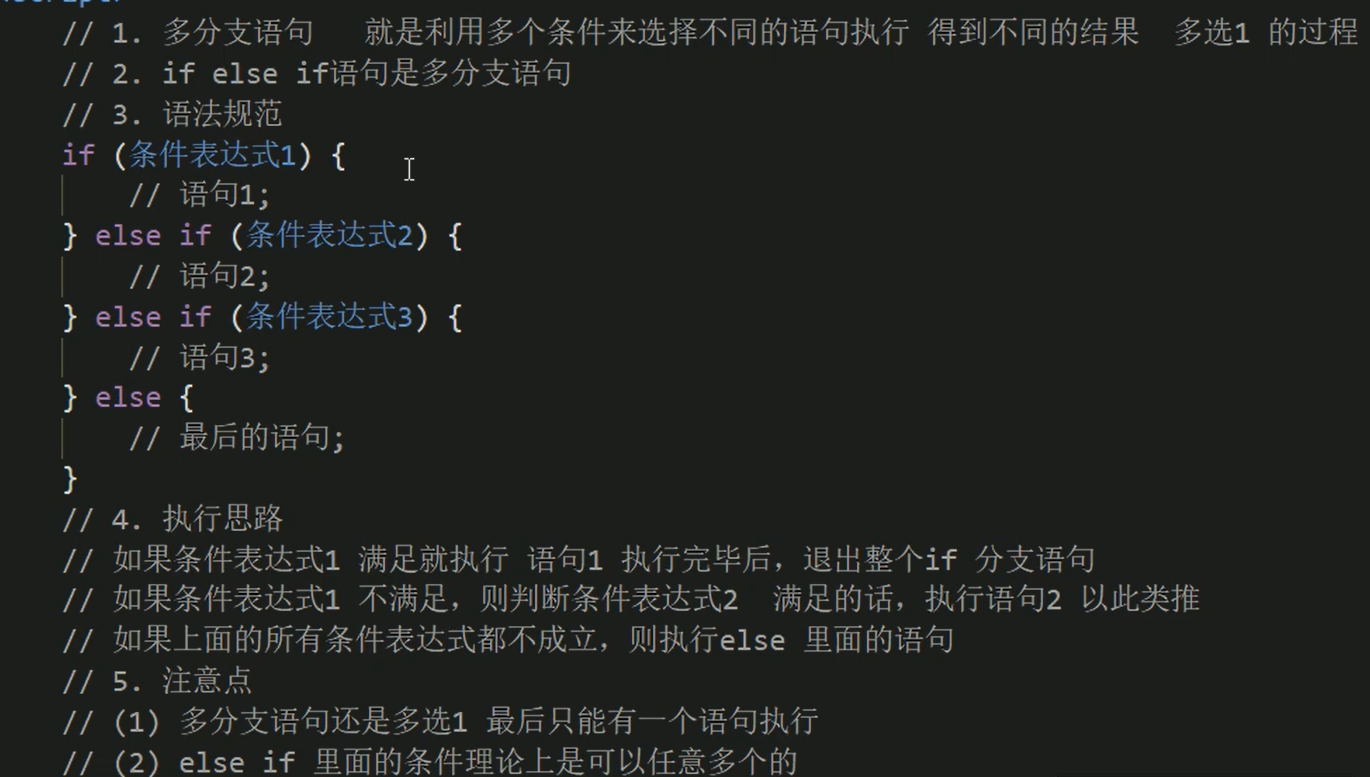 // 1. 多分支语句 就是利用多个条件来选择不同的语句执行 得到不同的结果 多选1 的过程
// 2. if else if语句是多分支语句
// 3. 语法规范
if (条件表达式1) {
// 语句1;
} else if (条件表达式2) {
// 语句2;
} else if (条件表达式3) {
// 语句3;
} else {
// 最后的语句;
}
// 4. 执行思路
// 如果条件表达式1 满足就执行 语句1 执行完毕后，退出整个if 分支语句
// 如果条件表达式1 不满足，则判断条件表达式2 满足的话，执行语句2 以此类推
// 如果上面的所有条件表达式都不成立，则执行else 里面的语句
// 5. 注意点
// (1) 多分支语句还是多选1 最后只能有一个语句执行
// (2) else if 里面的条件理论上是可以任意多个的